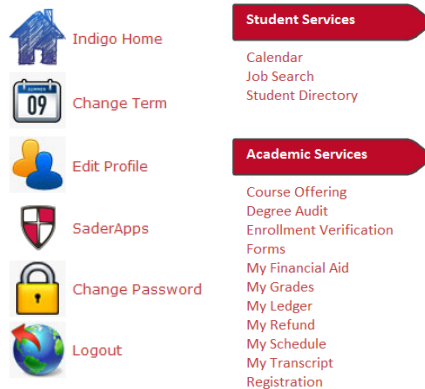 Indigo Home
SUMMER
09
Change Term
Edit Profile
SaderApps
Change Password
Logout
Student Services
Calendar
Job Search
Student Directory
Academic Services
Course Offering
Degree Audit
Enrollment Verification
Forms
My Financial Aid
My Grades
My Ledger
My Refund
My Schedule
My Transcript
Registration